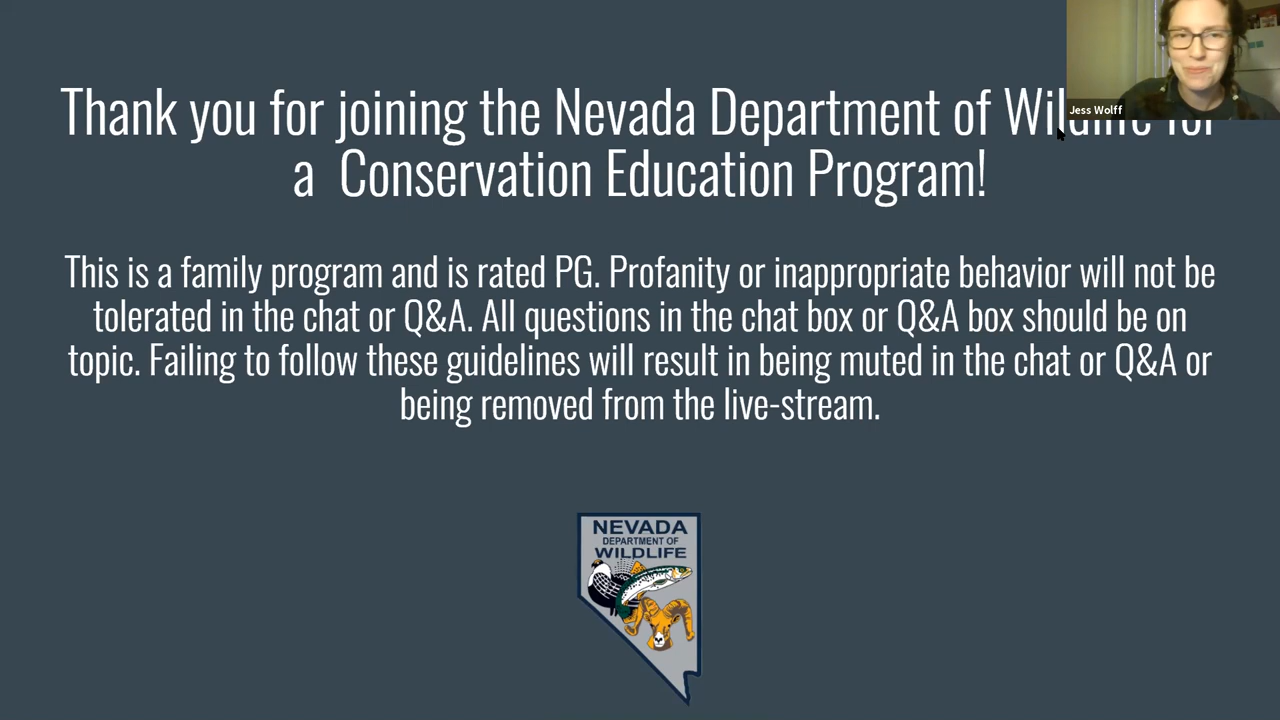 Thank you for joining the Nevada Department of Wildlife for
a Conservation Education Program!
Jess Wolff
This is a family program and is rated PG. Profanity or inappropriate behavior will not be
tolerated in the chat or Q&A. All questions in the chat box or Q&A box should be on
topic. Failing to follow these guidelines will result in being muted in the chat or Q&A or
being removed from the live-stream.
NEVADA
DEPARTMENT OF
WILDLIFE